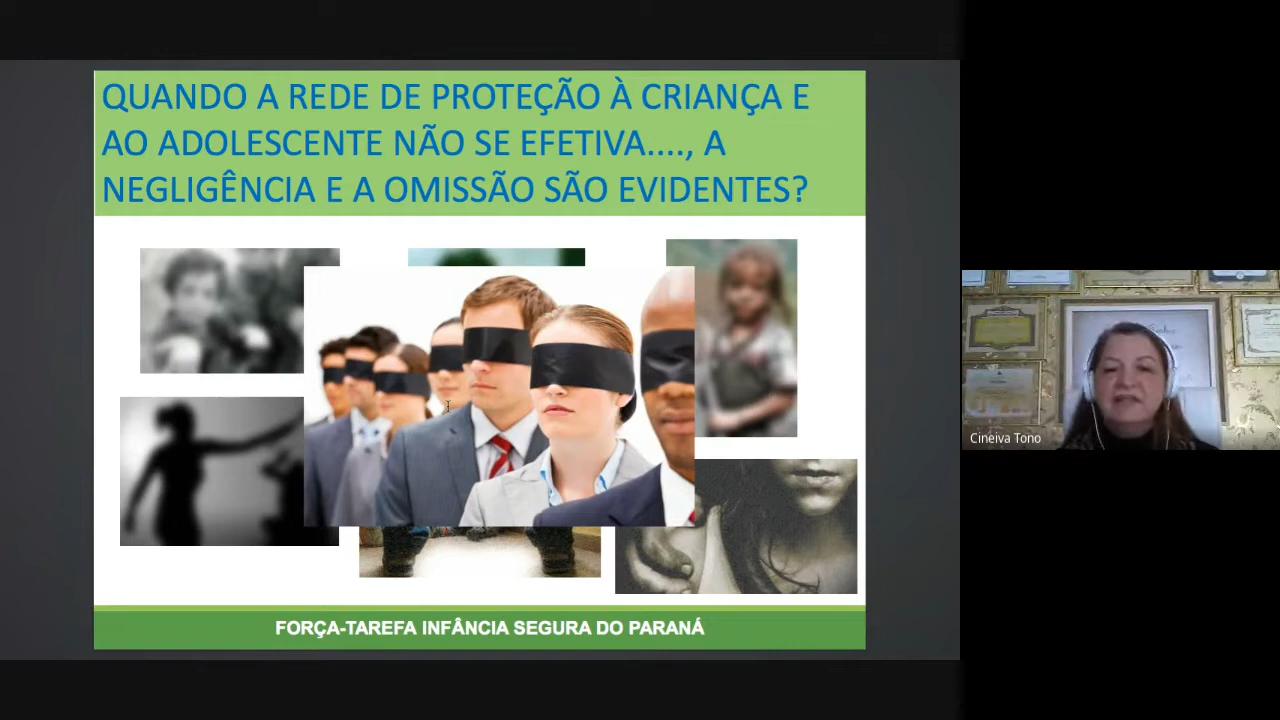 QUANDO A REDE DE PROTEÇÃO À CRIANÇA E
AO ADOLESCENTE NÃO SE EFETIVA...., A
NEGLIGÊNCIA E A OMISSÃO SÃO EVIDENTES?
FORÇA-TAREFA INFÂNCIA SEGURA DO PARANÁ
Cineiva Tono